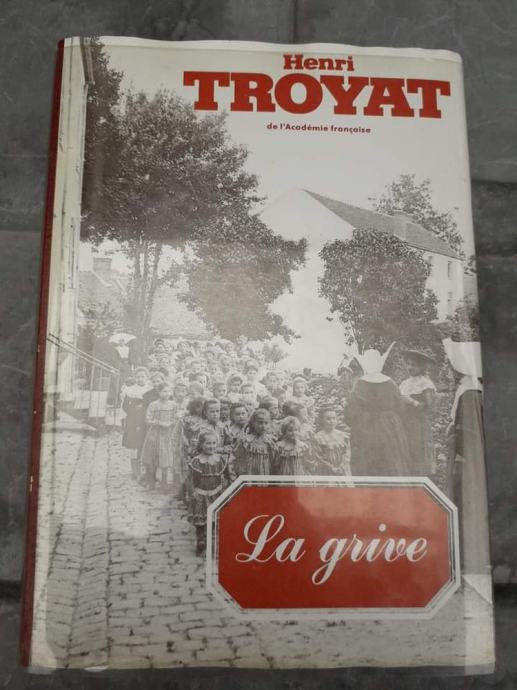 Henri
TROYAT
de l'Académie française
La grive